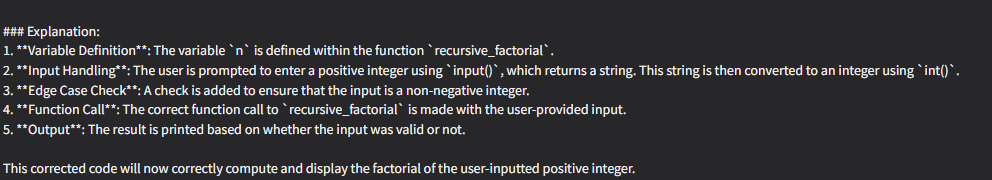 ### Explanation:
1. **Variable Definition**: The variable `n` is defined within the function `recursive_factorial`.
2. **Input Handling**: The user is prompted to enter a positive integer using `input()`, which returns a string. This string is then converted to an integer using `int()`.
3. **Edge Case Check**: A check is added to ensure that the input is a non-negative integer.
4. **Function Call**: The correct function call to `recursive_factorial` is made with the user-provided input.
5. **Output**: The result is printed based on whether the input was valid or not.
This corrected code will now correctly compute and display the factorial of the user-inputted positive integer.